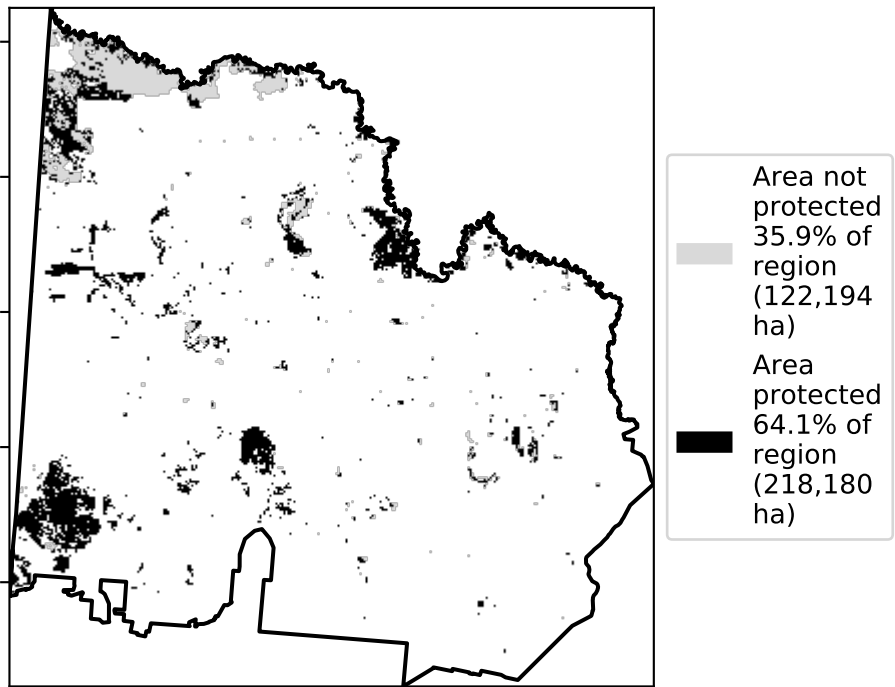 Area not
protected
35.9% of
region
(122,194
ha)
Area
protected
64.1% of
region
(218,180
ha)